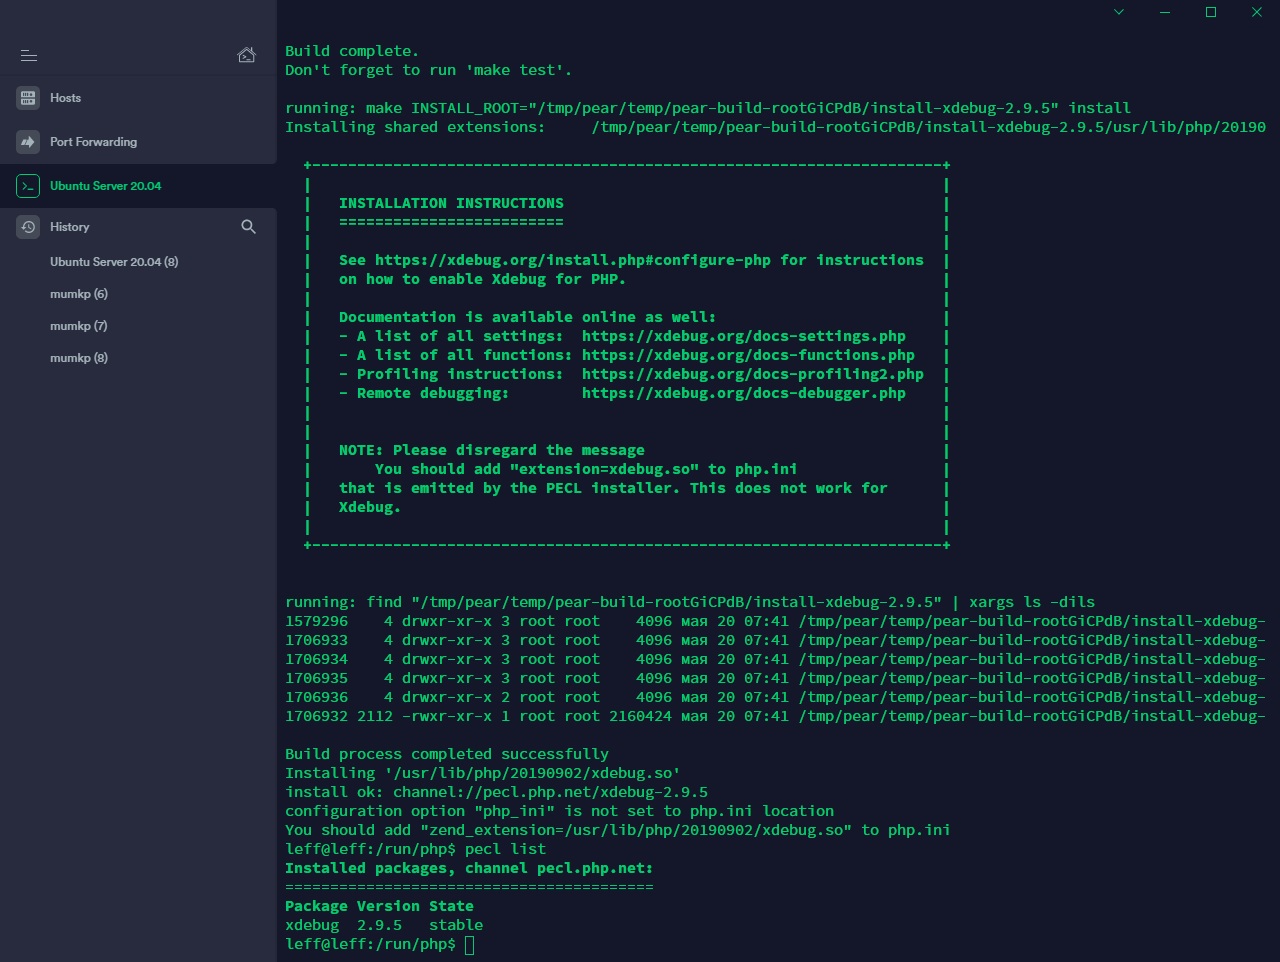 Hosts
Port Forwarding
Ubuntu Server 20.04
History
Ubuntu Server 20.04 (8)
mumkp (6)
mumkp (7)
mumkp (8)
Build complete.
Don't forget to run 'make test'.
running: make INSTALL_ROOT="/tmp/pear/temp/pear-build-rootGiCPdB/install-xdebug-2.9.5" install
Installing shared extensions:     /tmp/pear/temp/pear-build-rootGiCPdB/install-xdebug-2.9.5/usr/lib/php/20190
+----------------------------------------------------------------------+
INSTALLATION INSTRUCTIONS
=========================
See https://xdebug.org/install.php#configure-php for instructions
on how to enable Xdebug for PHP.
Documentation is available online as well:
- A list of all settings:  https://xdebug.org/docs-settings.php
- A list of all functions: https://xdebug.org/docs-functions.php
- Profiling instructions:  https://xdebug.org/docs-profiling2.php
- Remote debugging:        https://xdebug.org/docs-debugger.php
NOTE: Please disregard the message
You should add "extension=xdebug.so" to php.ini
that is emitted by the PECL installer. This does not work for
Xdebug.
+----------------------------------------------------------------------+
running: find "/tmp/pear/temp/pear-build-rootGiCPdB/install-xdebug-2.9.5" | xargs ls -dils
1579296    4 drwxr-xr-x 3 root root    4096 мая 20 07:41 /tmp/pear/temp/pear-build-rootGiCPdB/install-xdebug-
1706933    4 drwxr-xr-x 3 root root    4096 мая 20 07:41 /tmp/pear/temp/pear-build-rootGiCPdB/install-xdebug-
1706934    4 drwxr-xr-x 3 root root    4096 мая 20 07:41 /tmp/pear/temp/pear-build-rootGiCPdB/install-xdebug-
1706935    4 drwxr-xr-x 3 root root    4096 мая 20 07:41 /tmp/pear/temp/pear-build-rootGiCPdB/install-xdebug-
1706936    4 drwxr-xr-x 2 root root    4096 мая 20 07:41 /tmp/pear/temp/pear-build-rootGiCPdB/install-xdebug-
1706932 2112 -rwxr-xr-x 1 root root 2160424 мая 20 07:41 /tmp/pear/temp/pear-build-rootGiCPdB/install-xdebug-
Build process completed successfully
Installing '/usr/lib/php/20190902/xdebug.so'
install ok: channel://pecl.php.net/xdebug-2.9.5
configuration option "php_ini" is not set to php.ini location
You should add "zend_extension=/usr/lib/php/20190902/xdebug.so" to php.ini
leff@leff:/run/php$ pecl list
Installed packages, channel pecl.php.net:
=========================================
Package Version State
xdebug  2.9.5   stable
leff@leff:/run/php$